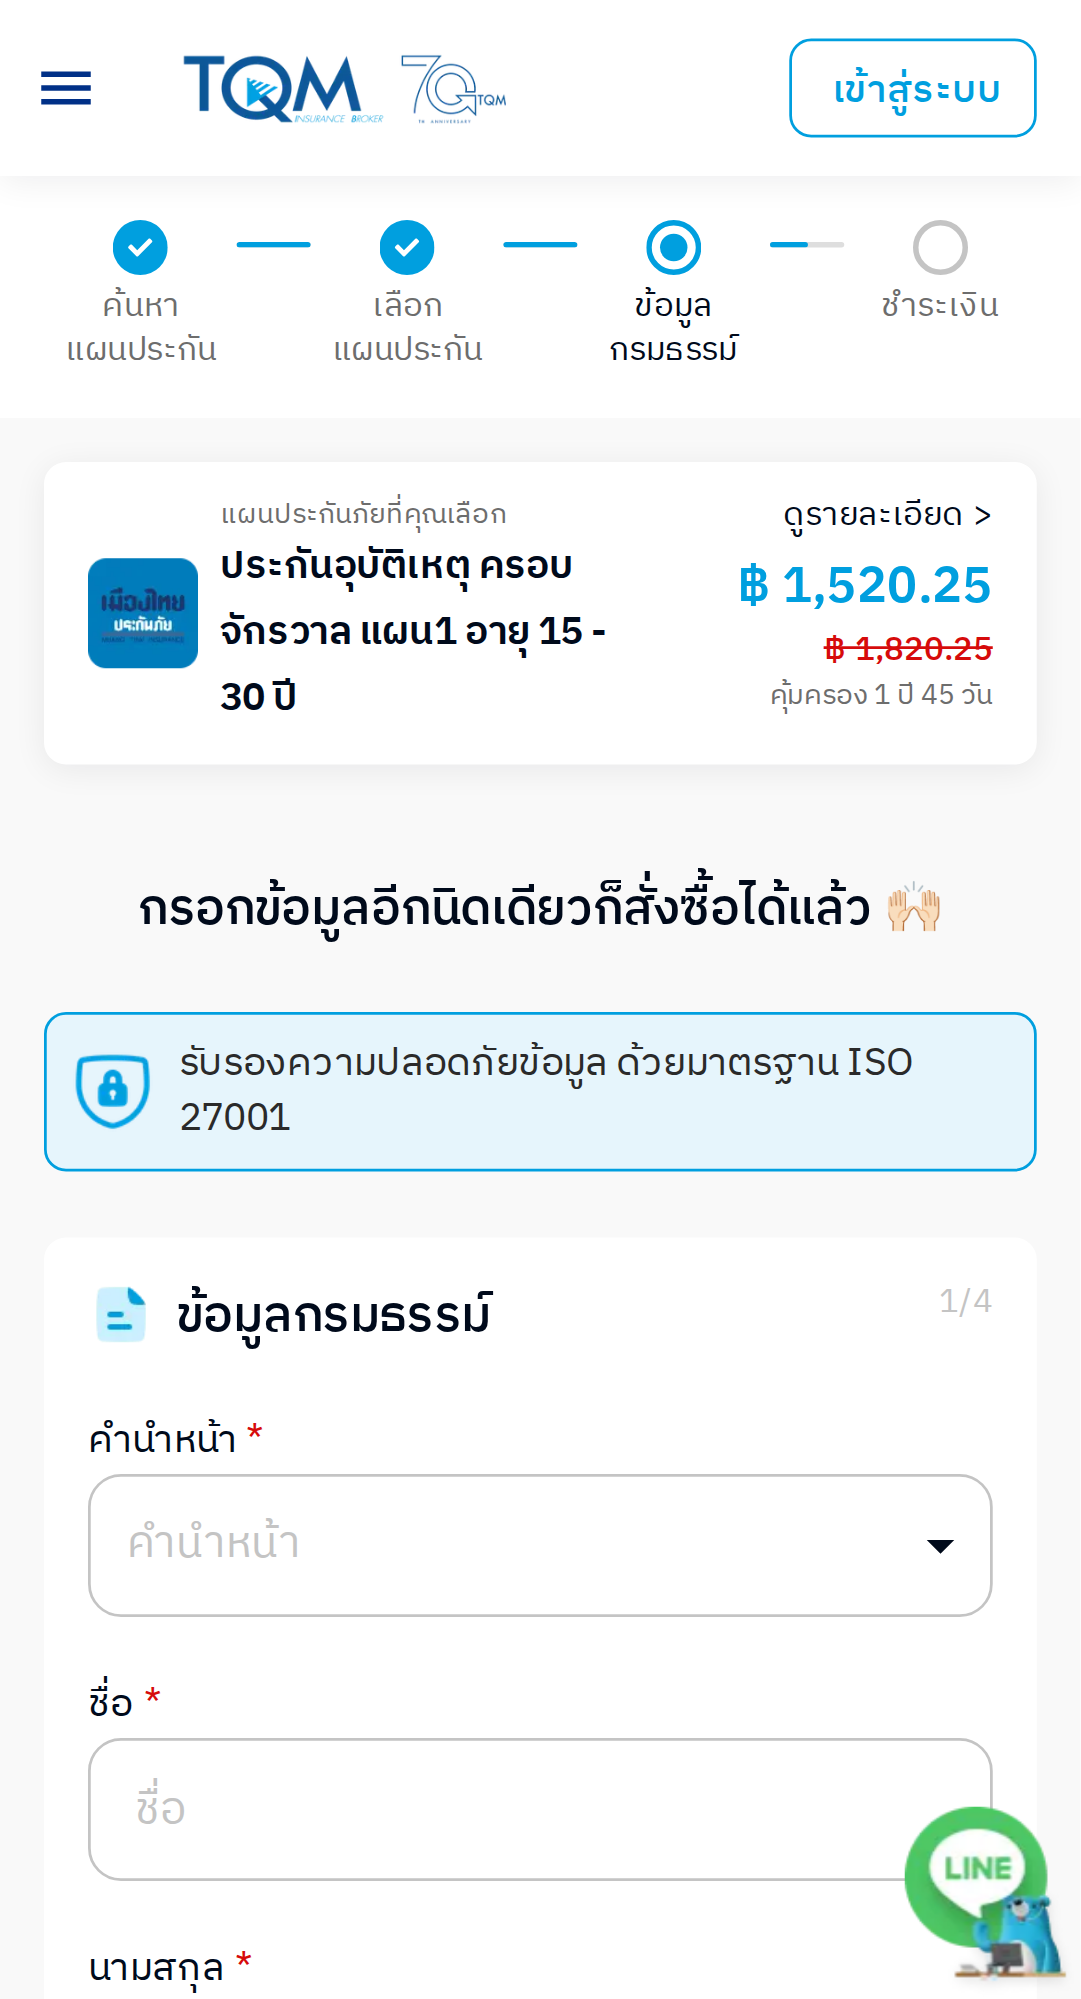 TQM
INSURANCE BROKER
70 TQM
TH ANNIVERSARY
เข้าสู่ระบบ
ค้นหา
แผนประกัน
เลือก
แผนประกัน
ข้อมูล
กรมธรรม์
ชำระเงิน
แผนประกันภัยที่คุณเลือก
ประกันอุบัติเหตุ ครอบ
จักรวาล แผน1 อายุ 15 -
30 ปี
เมืองไทย
ประกันภัย
MUANG THAI INSURANCE
ดูรายละเอียด >
฿ 1,520.25
฿ 1,820.25
คุ้มครอง 1 ปี 45 วัน
กรอกข้อมูลอีกนิดเดียวก็สั่งซื้อได้แล้ว 🙌🏻
รับรองความปลอดภัยข้อมูล ด้วยมาตรฐาน ISO
27001
ข้อมูลกรมธรรม์
1/4
คำนำหน้า *
คำนำหน้า
ชื่อ *
ชื่อ
LINE
นามสกุล *